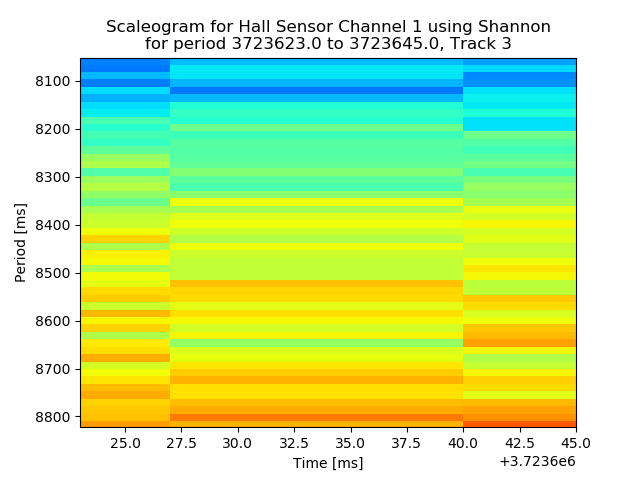 Scaleogram for Hall Sensor Channel 1 using Shannon
for period 3723623.0 to 3723645.0, Track 3
8100
8200
8300
8400
8500
8600
8700
8800
Period [ms]
25.0 27.5 30.0 32.5 35.0 37.5 40.0 42.5 45.0
Time [ms]
+3.7236e6